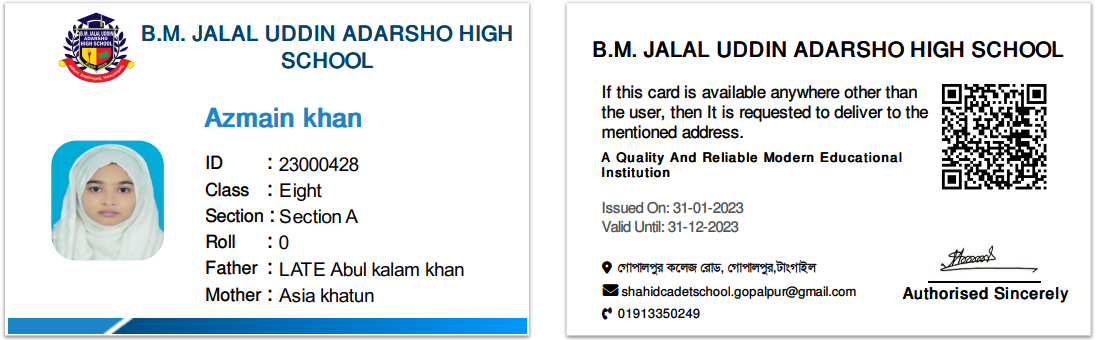 B.M. JALAL UDDIN
ADARSHO
HIGH SCHOOL
B.M. JALAL UDDIN ADARSHO HIGH
SCHOOL
Azmain khan
ID : 23000428
Class : Eight
Section : Section A
Roll : 0
Father : LATE Abul kalam khan
Mother : Asia khatun
B.M. JALAL UDDIN ADARSHO HIGH SCHOOL
If this card is available anywhere other than
the user, then It is requested to deliver to the
mentioned address.
A Quality And Reliable Modern Educational
Institution
Issued On: 31-01-2023
Valid Until: 31-12-2023
গোপালপুর কলেজ রোড, গোপালপুর,টাংগাইল
shahidcadetschool.gopalpur@gmail.com
01913350249
Authorised Sincerely